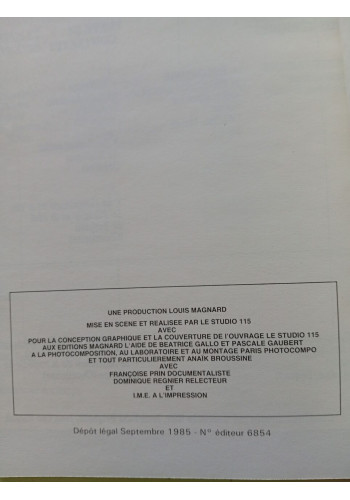 UNE PRODUCTION LOUIS MAGNARD
MISE EN SCENE ET REALISEE PAR LE STUDIO 115
AVEC
POUR LA CONCEPTION GRAPHIQUE ET LA COUVERTURE DE L'OUVRAGE LE STUDIO 115
AUX EDITIONS MAGNARD L'AIDE DE BEATRICE GALLO ET PASCALE GAUBERT
A LA PHOTOCOMPOSITION, AU LABORATOIRE ET AU MONTAGE PARIS PHOTOCOMPO
ET TOUT PARTICULIEREMENT ANAÏK BROUSSINE
AVEC
FRANÇOISE PRIN DOCUMENTALISTE
DOMINIQUE REGNIER RELECTEUR
ET
I.M.E. A L'IMPRESSION
Dépôt légal Septembre 1985 - N° éditeur 6854